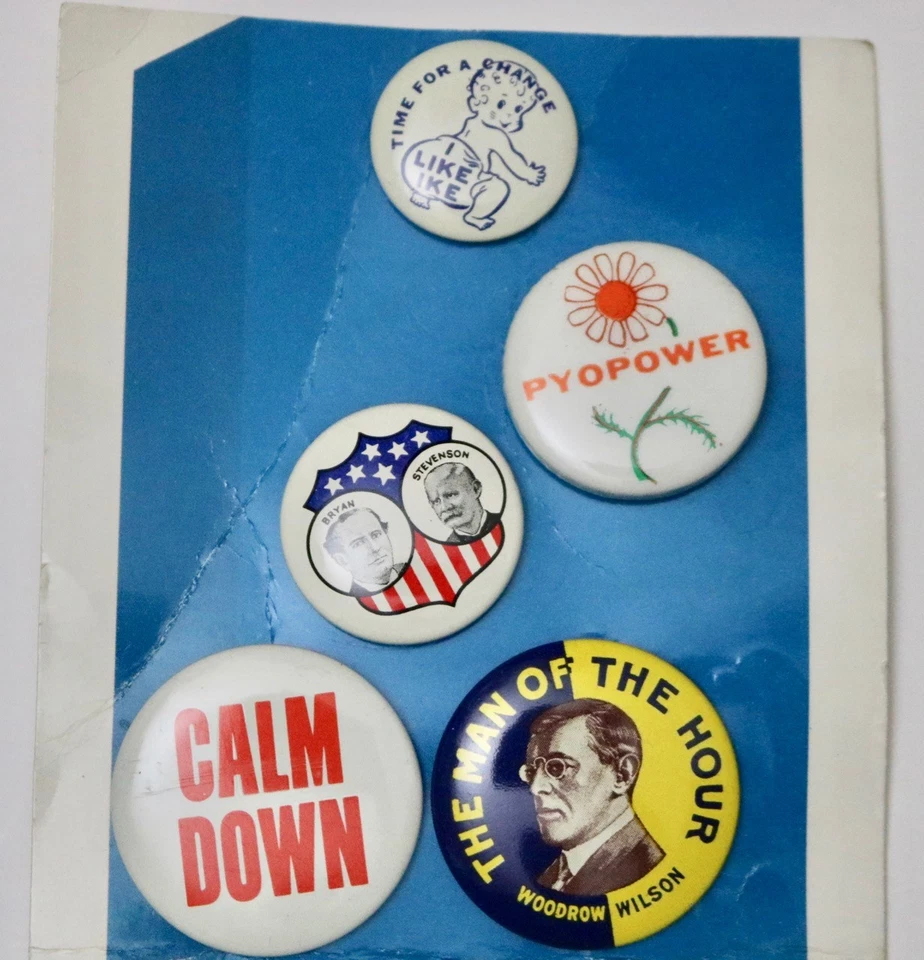 TIME FOR A CHANGE
I
LIKE
IKE
PYOPOWER
BRYAN
STEVENSON
CALM
DOWN
THE MAN OF THE HOUR
WOODROW WILSON